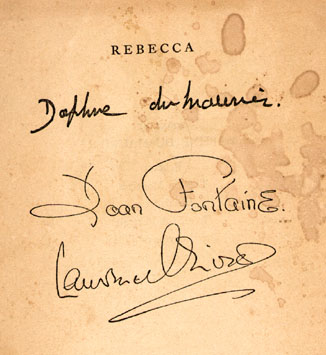 REBECCA
Daphne du Maurier.
Joan Fontaine.
Laurence Olivier